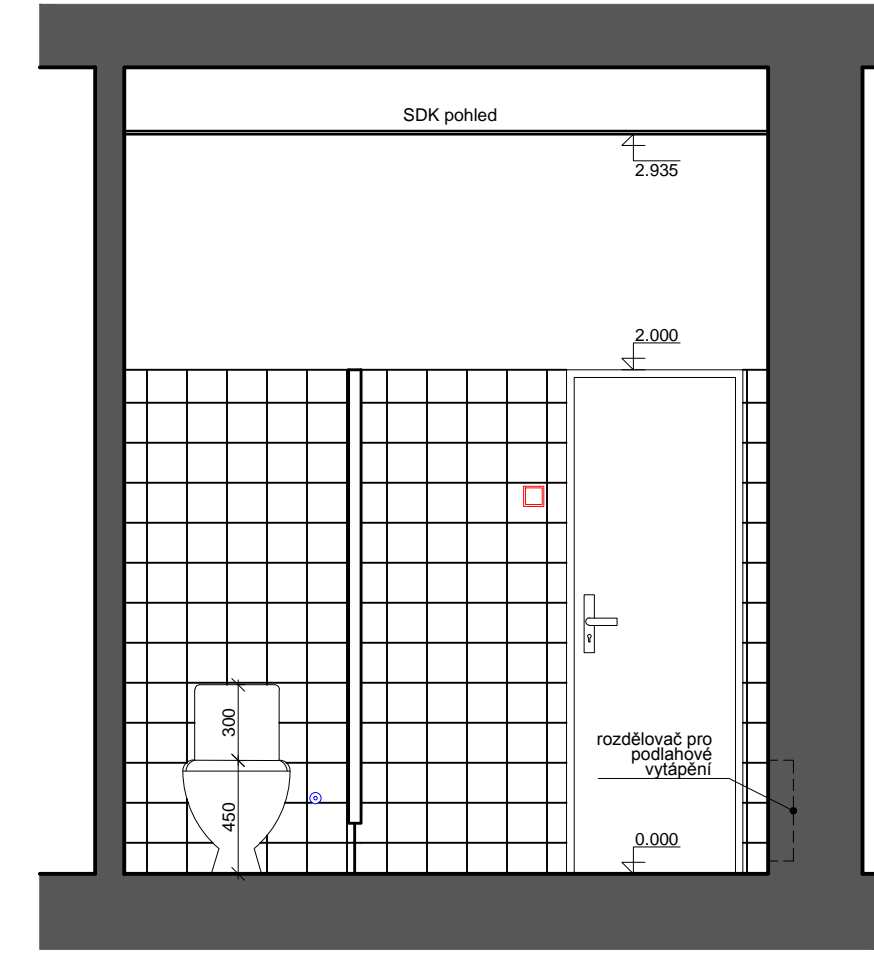 SDK pohled
2.935
2.000
300
rozdělovač pro
podlahové
vytápění
450
0.000